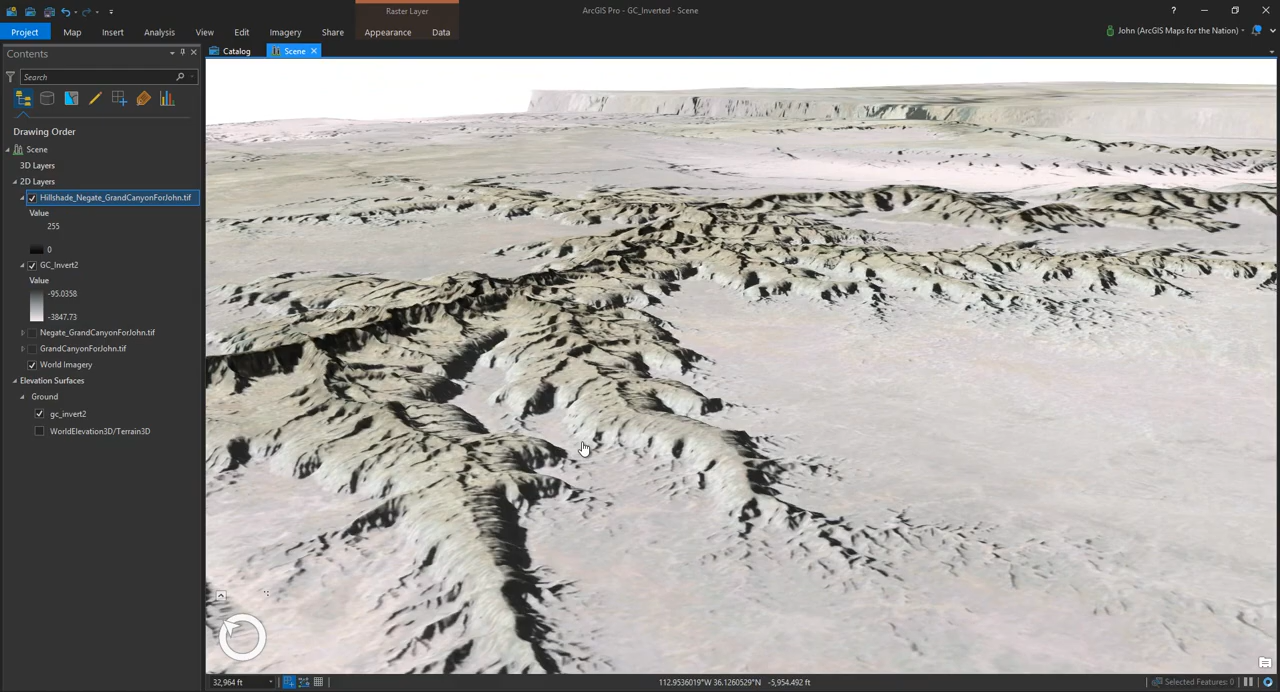 Raster Layer
ArcGIS Pro - GC_Inverted - Scene
?
Project
Map
Insert
Analysis
View
Edit
Imagery
Share
Appearance
Data
John (ArcGIS Maps for the Nation)
Contents
Catalog
Scene
Search
Drawing Order
Scene
3D Layers
2D Layers
Hillshade_Negate_GrandCanyonForJohn.tif
Value
255
0
GC_Invert2
Value
-95.0358
-3847.73
Negate_GrandCanyonForJohn.tif
GrandCanyonForJohn.tif
World Imagery
Elevation Surfaces
Ground
gc_invert2
WorldElevation3D/Terrain3D
32,964 ft
112.9536019°W 36.1260529°N
-5,954.492 ft
Selected Features: 0